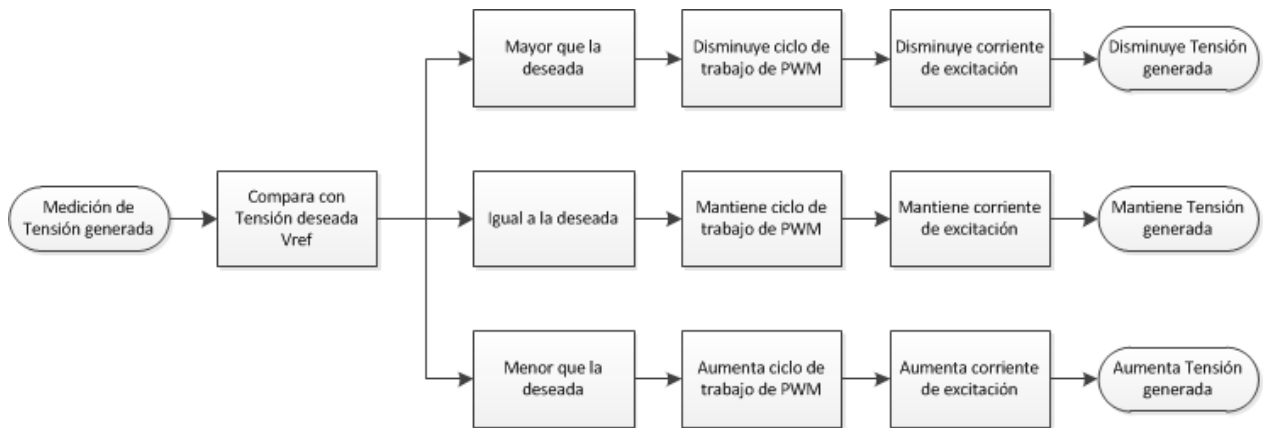 Mayor que la
deseada
Disminuye ciclo de
trabajo de PWM
Disminuye corriente
de excitación
Disminuye Tensión
generada
Medición de
Tensión generada
Compara con
Tensión deseada
Vref
Igual a la deseada
Mantiene ciclo de
trabajo de PWM
Mantiene corriente
de excitación
Mantiene Tensión
generada
Menor que la
deseada
Aumenta ciclo de
trabajo de PWM
Aumenta corriente
de excitación
Aumenta Tensión
generada